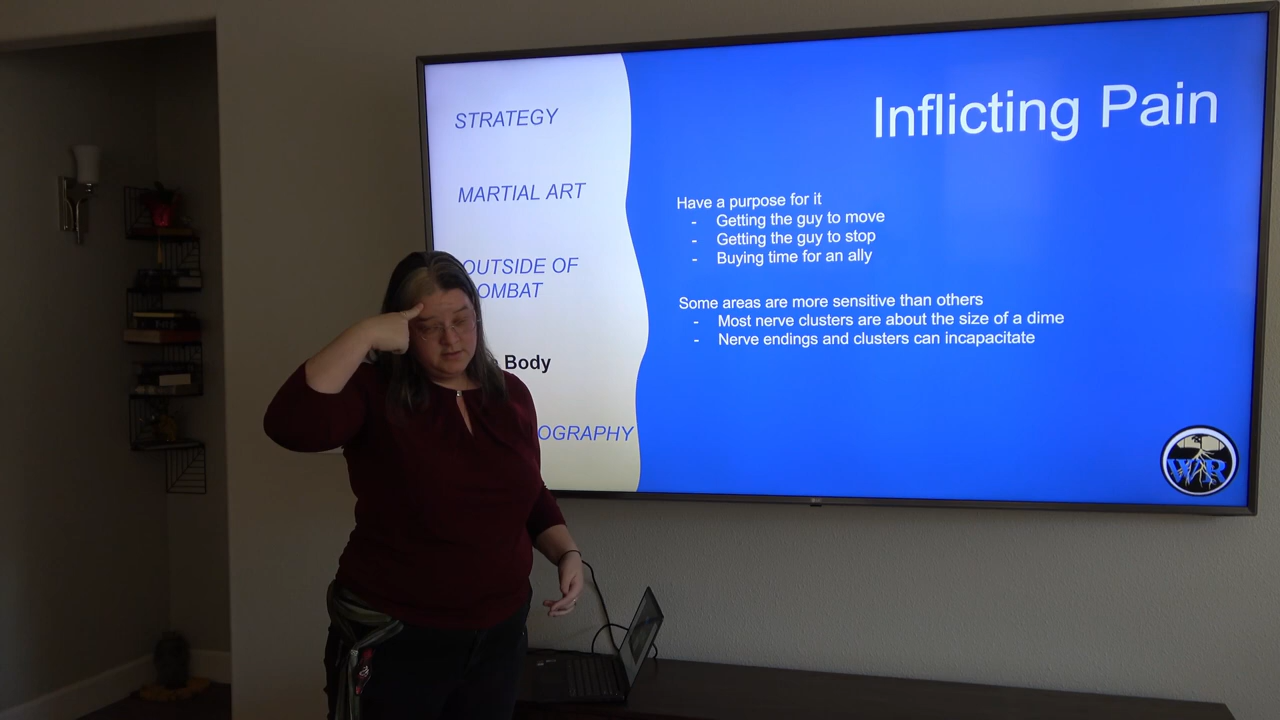 STRATEGY
MARTIAL ART
OUTSIDE OF
OMBAT
Body
OGRAPHY
Inflicting Pain
Have a purpose for it
- Getting the guy to move
- Getting the guy to stop
- Buying time for an ally
Some areas are more sensitive than others
- Most nerve clusters are about the size of a dime
- Nerve endings and clusters can incapacitate
WR